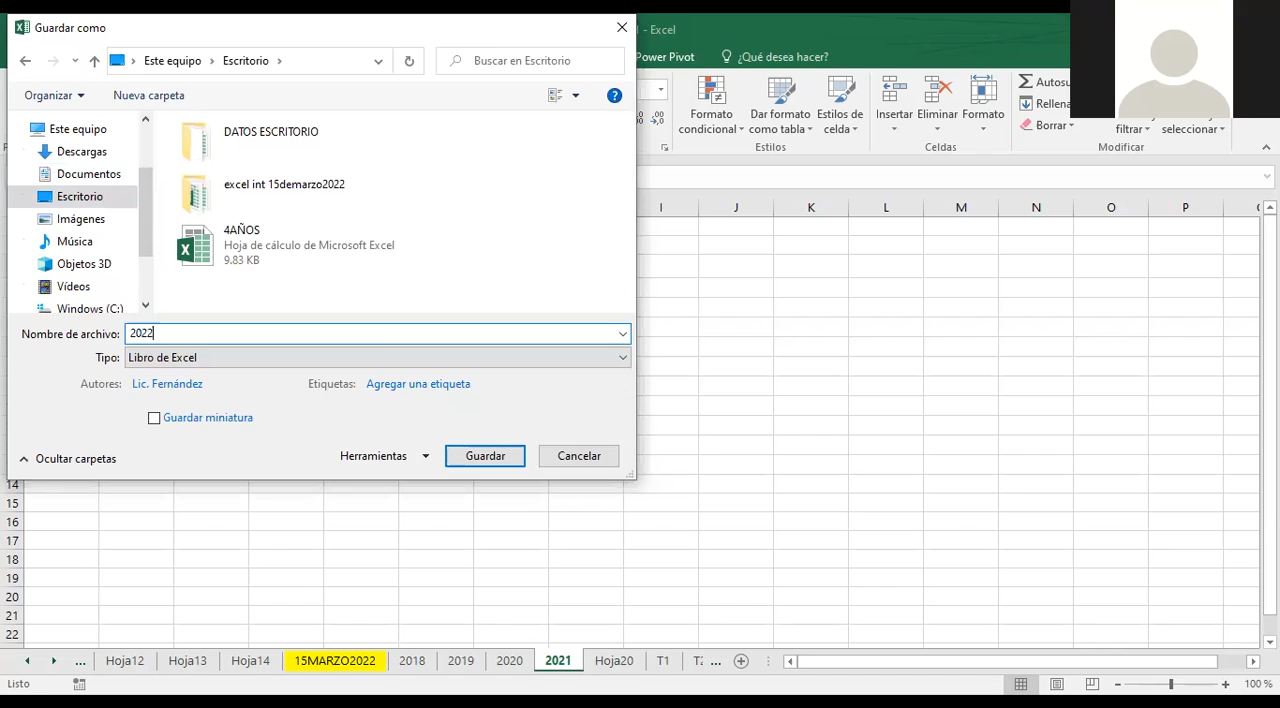 Guardar como
- Excel
Este equipo > Escritorio >
Buscar en Escritorio
Power Pivot
¿Qué desea hacer?
Organizar
Nueva carpeta
Este equipo
Descargas
Documentos
Escritorio
Imágenes
Música
Objetos 3D
Vídeos
Windows (C:)
DATOS ESCRITORIO
excel int 15demarzo2022
4AÑOS
Hoja de cálculo de Microsoft Excel
9.83 KB
Nombre de archivo: 2022
Tipo: Libro de Excel
Autores: Lic. Fernández
Etiquetas: Agregar una etiqueta
Guardar miniatura
Ocultar carpetas
Herramientas
Guardar
Cancelar
Formato condicional
Dar formato como tabla
Estilos de celda
Estilos
Insertar
Eliminar
Formato
Celdas
Autosu
Rellena
Borrar
filtrar
seleccionar
Modificar
I J K L M N O P
14
15
16
17
18
19
20
21
22
... Hoja12 Hoja13 Hoja14 15MARZO2022 2018 2019 2020 2021 Hoja20 T1 ...
Listo
100 %